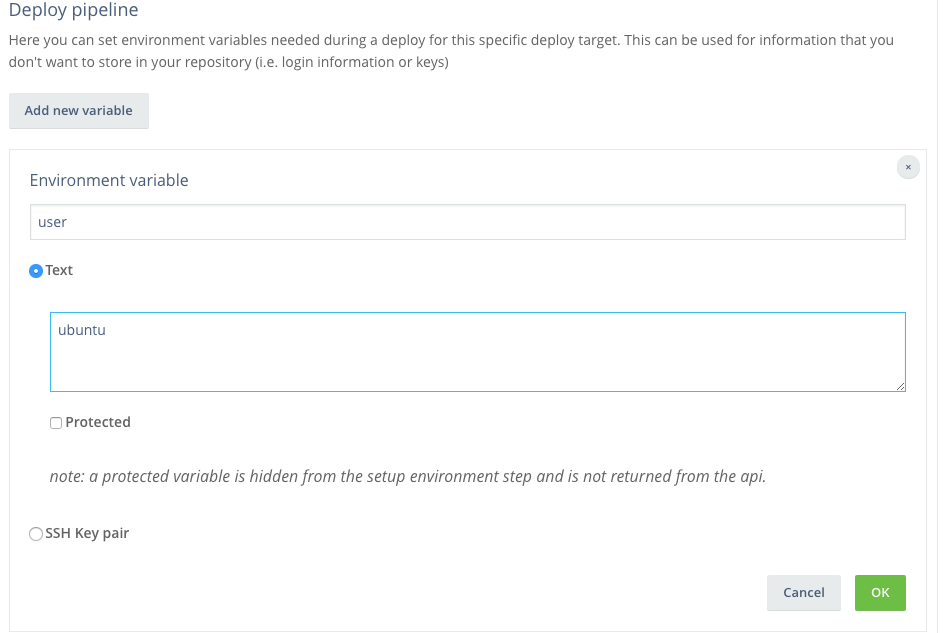 Deploy pipeline
Here you can set environment variables needed during a deploy for this specific deploy target. This can be used for information that you
don't want to store in your repository (i.e. login information or keys)
Add new variable
×
Environment variable
user
Text
ubuntu
Protected
note: a protected variable is hidden from the setup environment step and is not returned from the api.
SSH Key pair
Cancel OK